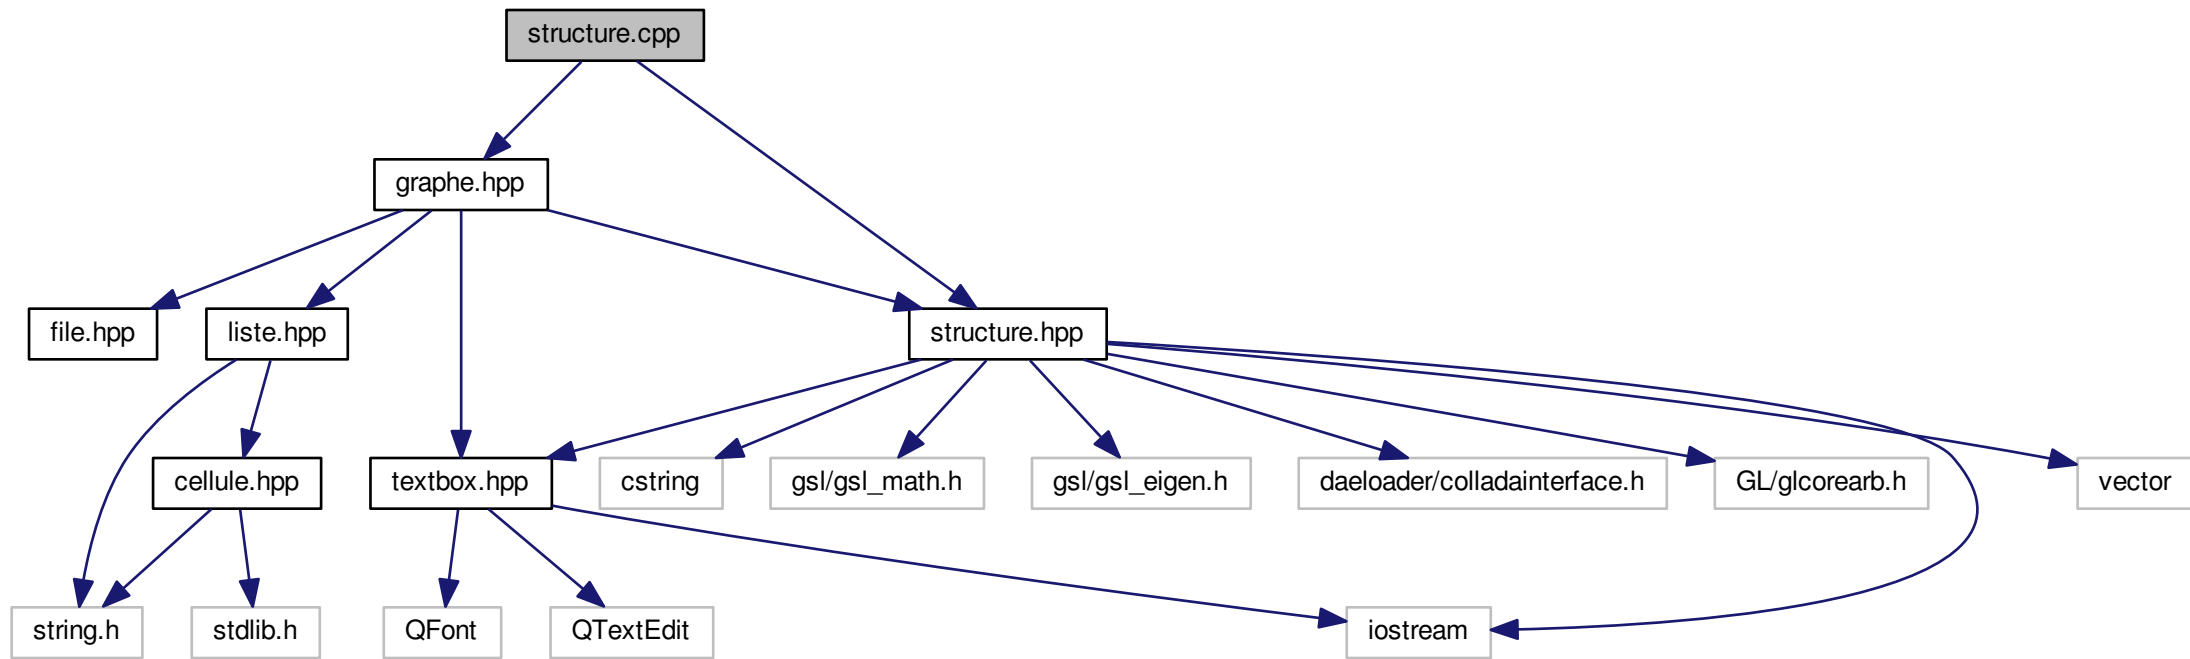 structure.cpp
graphe.hpp
file.hpp
liste.hpp
structure.hpp
cellule.hpp
textbox.hpp
cstring
gsl/gsl_math.h
gsl/gsl_eigen.h
daeloader/colladainterface.h
GL/glcorearb.h
vector
string.h
stdlib.h
QFont
QTextEdit
iostream